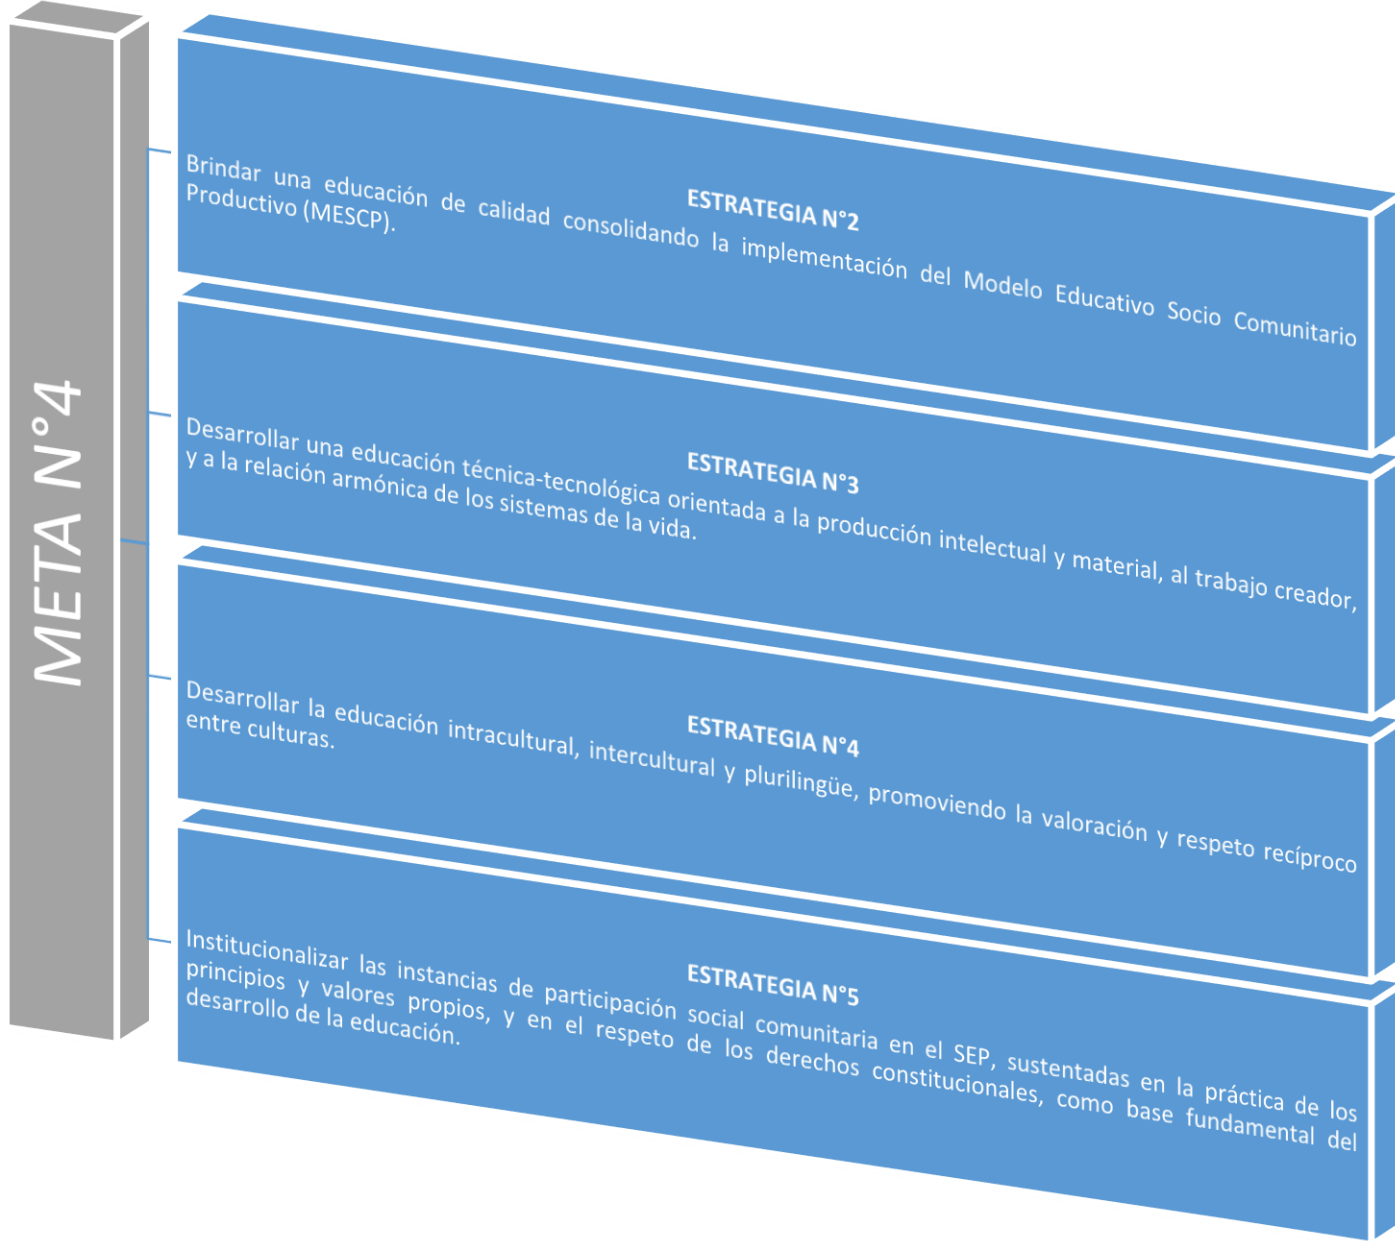 META N°4
ESTRATEGIA N°2
Brindar una educación de calidad consolidando la implementación del Modelo Educativo Socio Comunitario
Productivo (MESCP).
ESTRATEGIA N°3
Desarrollar una educación técnica-tecnológica orientada a la producción intelectual y material, al trabajo creador,
y a la relación armónica de los sistemas de la vida.
ESTRATEGIA N°4
Desarrollar la educación intracultural, intercultural y plurilingüe, promoviendo la valoración y respeto recíproco
entre culturas.
ESTRATEGIA N°5
Institucionalizar las instancias de participación social comunitaria en el SEP, sustentadas en la práctica de los
principios y valores propios, y en el respeto de los derechos constitucionales, como base fundamental del
desarrollo de la educación.